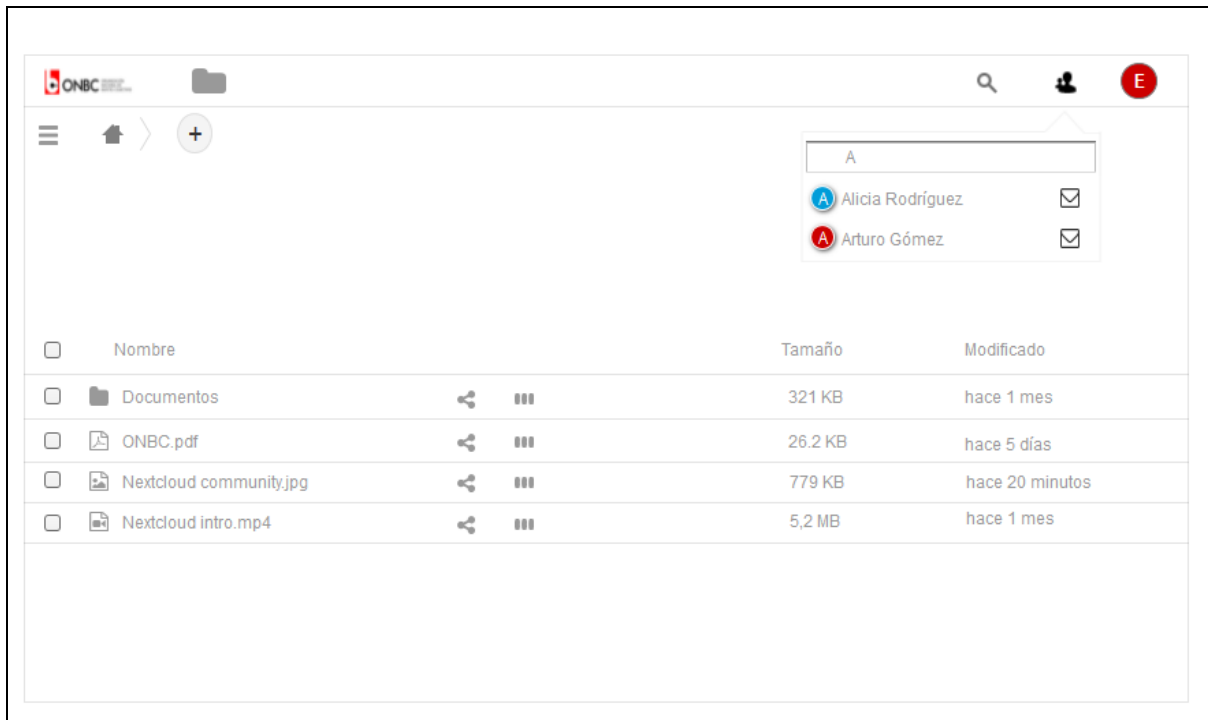 ONBC
E
+
A
A Alicia Rodríguez
A Arturo Gómez
Nombre Tamaño Modificado
Documentos 321 KB hace 1 mes
ONBC.pdf 26.2 KB hace 5 días
Nextcloud community.jpg 779 KB hace 20 minutos
Nextcloud intro.mp4 5,2 MB hace 1 mes